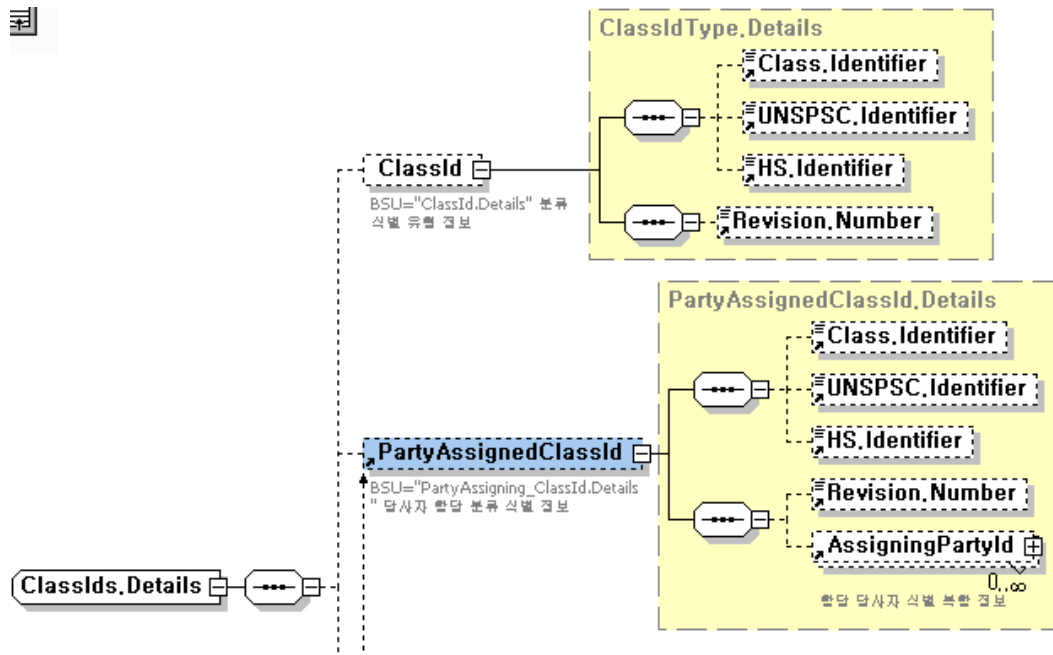 ClassIdType.Details
Class.Identifier
UNSPSC.Identifier
HS.Identifier
ClassId
BSU="ClassId.Details" 분류
식별 유형 정보
Revision.Number
PartyAssignedClassId.Details
Class.Identifier
UNSPSC.Identifier
HS.Identifier
PartyAssignedClassId
BSU="PartyAssigning_ClassId.Details
" 당사자 할당 분류 식별 정보
Revision.Number
AssigningPartyId
0..∞
할당 당사자 식별 복합 정보
ClassIds.Details